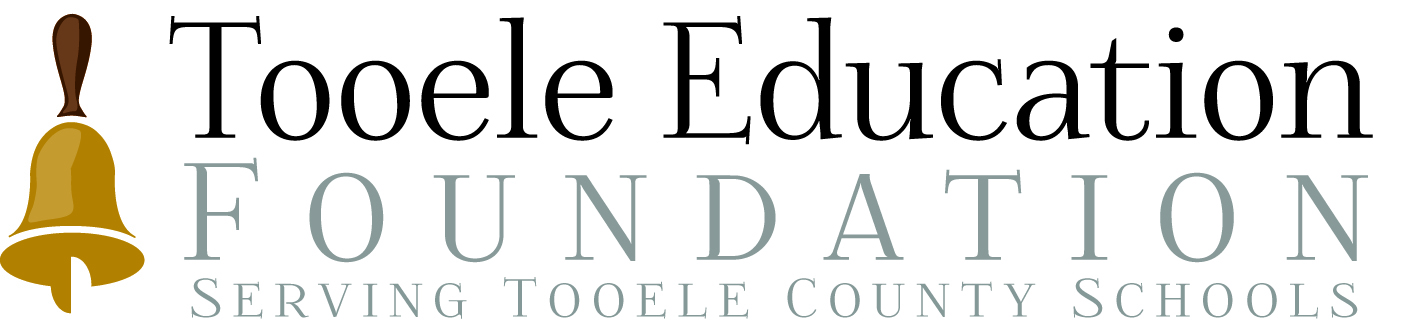 Tooele Education
FOUNDATION
SERVING TOOELE COUNTY SCHOOLS